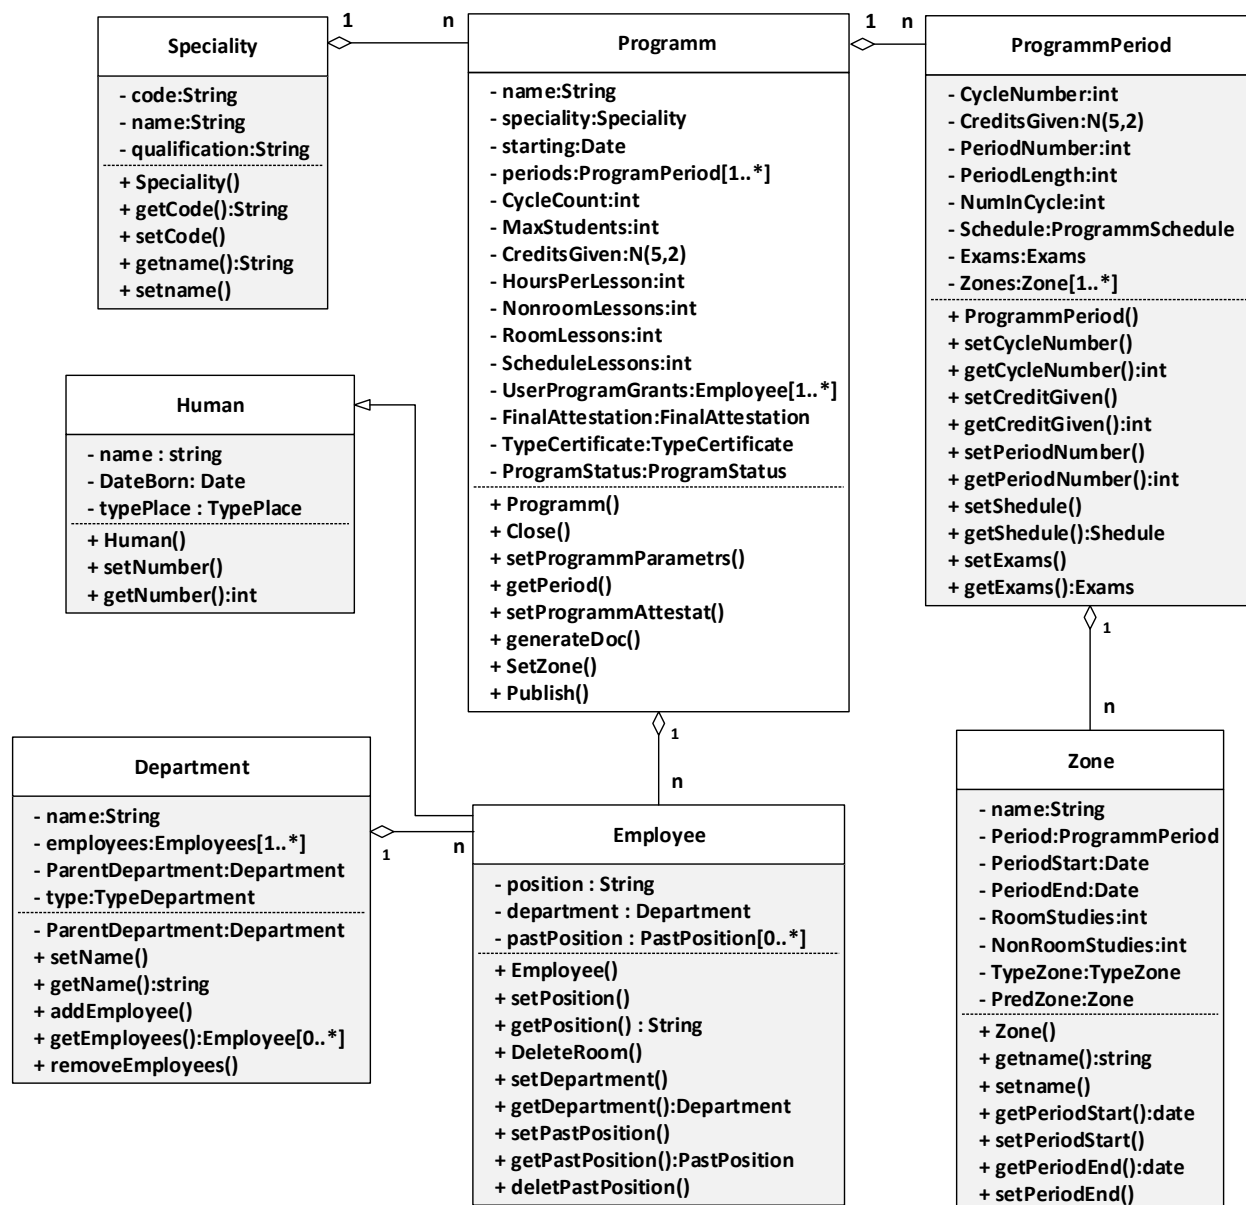 Speciality
- code:String
- name:String
- qualification:String
+ Speciality()
+ getCode():String
+ setCode()
+ getname():String
+ setname()
1
n
Programm
- name:String
- speciality:Speciality
- starting:Date
- periods:ProgramPeriod[1..*]
- CycleCount:int
- MaxStudents:int
- CreditsGiven:N(5,2)
- HoursPerLesson:int
- NonroomLessons:int
- RoomLessons:int
- ScheduleLessons:int
- UserProgramGrants:Employee[1..*]
- FinalAttestation:FinalAttestation
- TypeCertificate:TypeCertificate
- ProgramStatus:ProgramStatus
+ Programm()
+ Close()
+ setProgrammParametrs()
+ getPeriod()
+ setProgrammAttestat()
+ generateDoc()
+ SetZone()
+ Publish()
1
n
ProgrammPeriod
- CycleNumber:int
- CreditsGiven:N(5,2)
- PeriodNumber:int
- PeriodLength:int
- NumInCycle:int
- Schedule:ProgrammSchedule
- Exams:Exams
- Zones:Zone[1..*]
+ ProgrammPeriod()
+ setCycleNumber()
+ getCycleNumber():int
+ setCreditGiven()
+ getCreditGiven():int
+ setPeriodNumber()
+ getPeriodNumber():int
+ setShedule()
+ getShedule():Shedule
+ setExams()
+ getExams():Exams
1
n
Human
- name : string
- DateBorn: Date
- typePlace : TypePlace
+ Human()
+ setNumber()
+ getNumber():int
1
n
Department
- name:String
- employees:Employees[1..*]
- ParentDepartment:Department
- type:TypeDepartment
- ParentDepartment:Department
+ setName()
+ getName():string
+ addEmployee()
+ getEmployees():Employee[0..*]
+ removeEmployees()
1
n
Employee
- position : String
- department : Department
- pastPosition : PastPosition[0..*]
+ Employee()
+ setPosition()
+ getPosition() : String
+ DeleteRoom()
+ setDepartment()
+ getDepartment():Department
+ setPastPosition()
+ getPastPosition():PastPosition
+ deletPastPosition()
Zone
- name:String
- Period:ProgrammPeriod
- PeriodStart:Date
- PeriodEnd:Date
- RoomStudies:int
- NonRoomStudies:int
- TypeZone:TypeZone
- PredZone:Zone
+ Zone()
+ getname():string
+ setname()
+ getPeriodStart():date
+ setPeriodStart()
+ getPeriodEnd():date
+ setPeriodEnd()